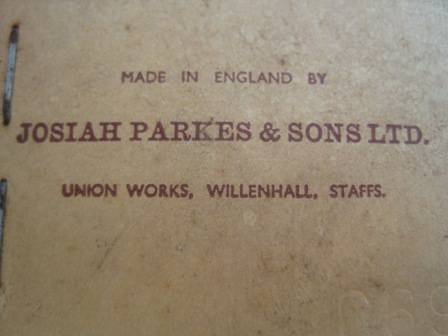 MADE IN ENGLAND BY
JOSIAH PARKES & SONS LTD.
UNION WORKS, WILLENHALL, STAFFS.